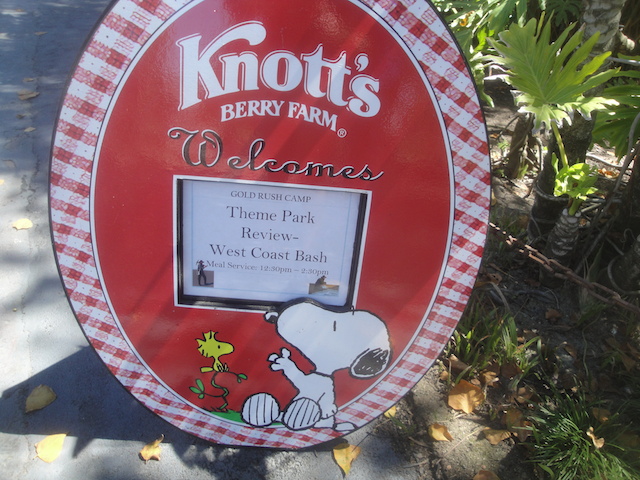 Knott's
BERRY FARM®
Welcomes
GOLD RUSH CAMP
Theme Park
Review-
West Coast Bash
Meal Service: 12:30pm – 2:30pm